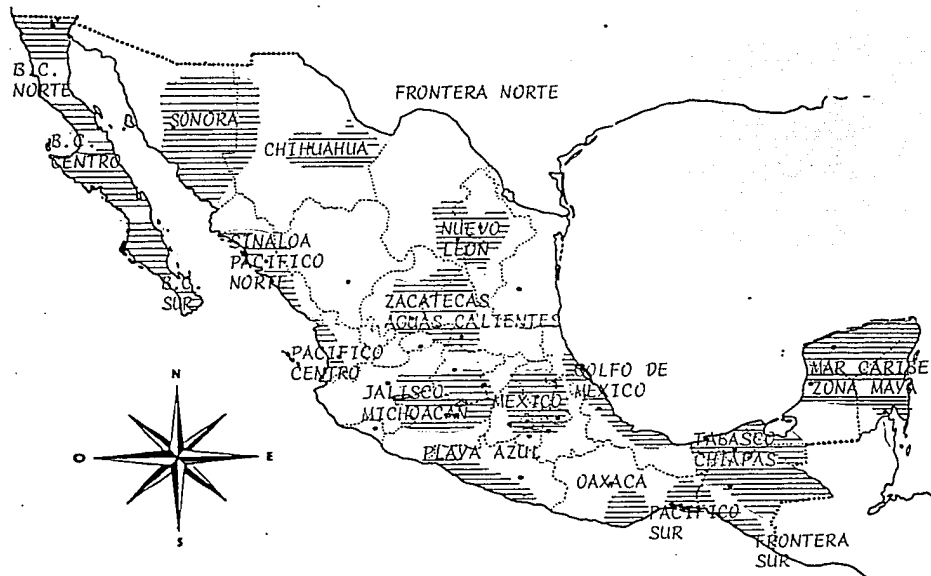 B.C.
NORTE
SONORA
FRONTERA NORTE
B.C.
CENTRO
CHIHUAHUA
NUEVO
LEON
SINALOA
PACIFICO
NORTE
B.C.
SUR
ZACATECAS
AGUAS CALIENTES
PACIFICO
CENTRO
GOLFO DE
MEXICO
MAR CARIBE
ZONA MAYA
JALISCO
MICHOACAN
MEXICO
PLAYA AZUL
TABASCO
CHIAPAS
OAXACA
PACIFICO
SUR
FRONTERA
SUR
N
O
E
S